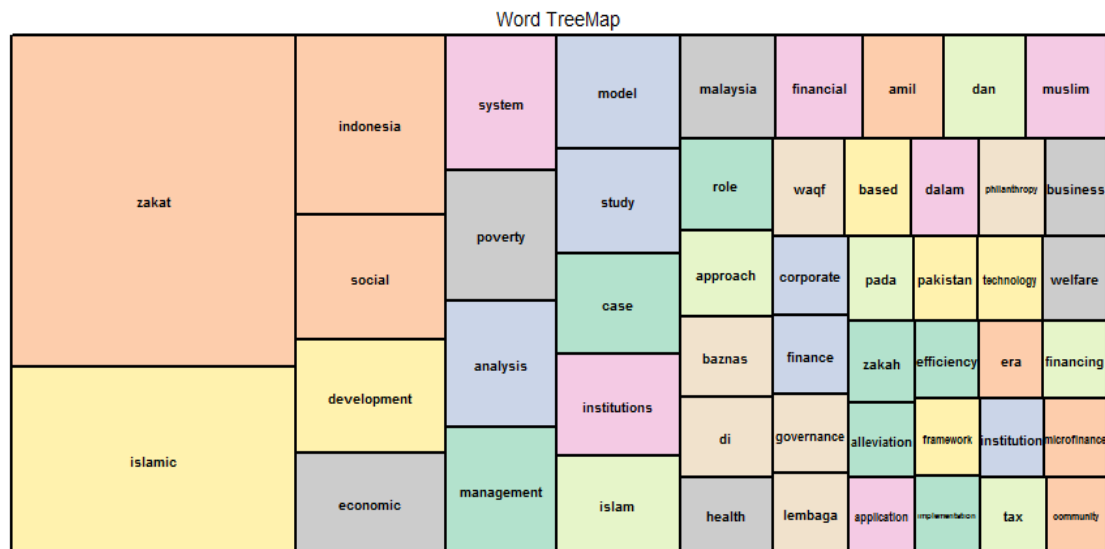 Word TreeMap
zakat
islamic
indonesia
social
development
economic
system
poverty
analysis
management
model
study
case
institutions
islam
malaysia
role
approach
baznas
di
health
financial
amil
dan
muslim
waqf
based
dalam
philanthropy
business
corporate
finance
governance
lembaga
pada
pakistan
technology
welfare
zakah
efficiency
era
financing
alleviation
framework
institution
microfinance
application
implementation
tax
community